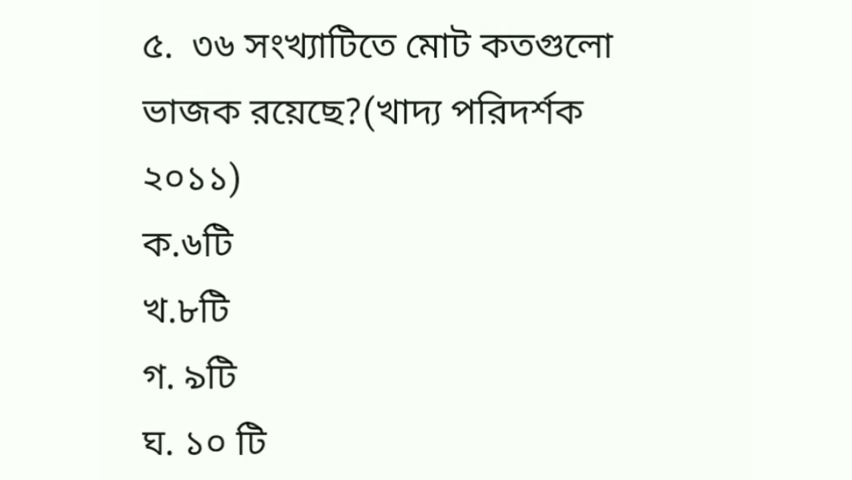 ৫. ৩৬ সংখ্যাটিতে মোট কতগুলো
ভাজক রয়েছে?(খাদ্য পরিদর্শক
২০১১)
ক.৬টি
খ.৮টি
গ. ৯টি
ঘ. ১০ টি